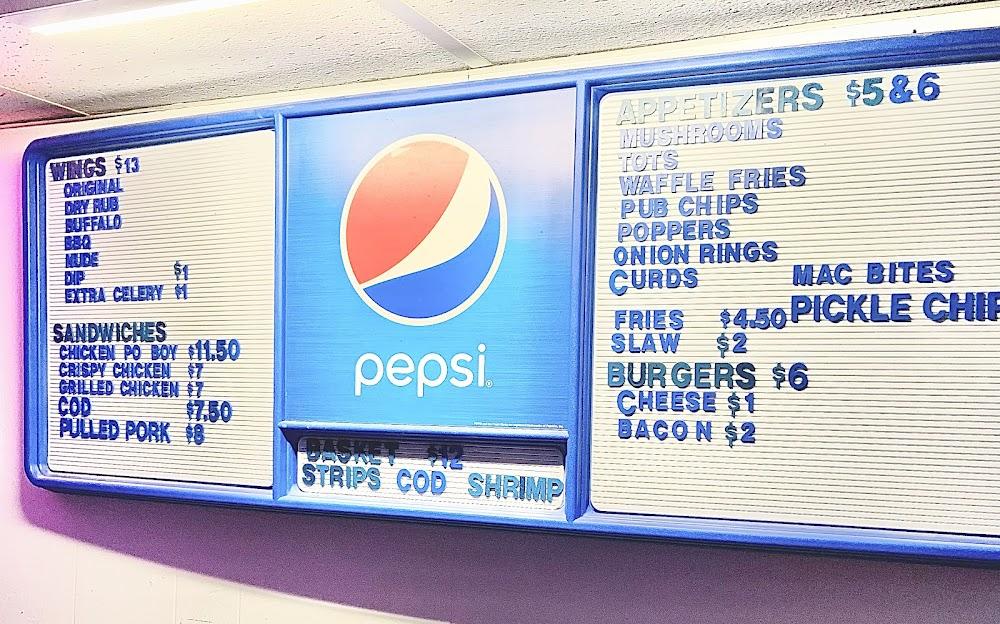 WINGS $13
ORIGINAL
DRY RUB
BUFFALO
BBQ
NUDE
DIP $1
EXTRA CELERY $1
SANDWICHES
CHICKEN PO BOY $11.50
CRISPY CHICKEN $7
GRILLED CHICKEN $7
COD $7.50
PULLED PORK $8
pepsi
BASKET $12
STRIPS COD SHRIMP
APPETIZERS $5&6
MUSHROOMS
TOTS
WAFFLE FRIES
PUB CHIPS
POPPERS
ONION RINGS
CURDS MAC BITES
FRIES $4.50 PICKLE CHIP
SLAW $2
BURGERS $6
CHEESE $1
BACON $2